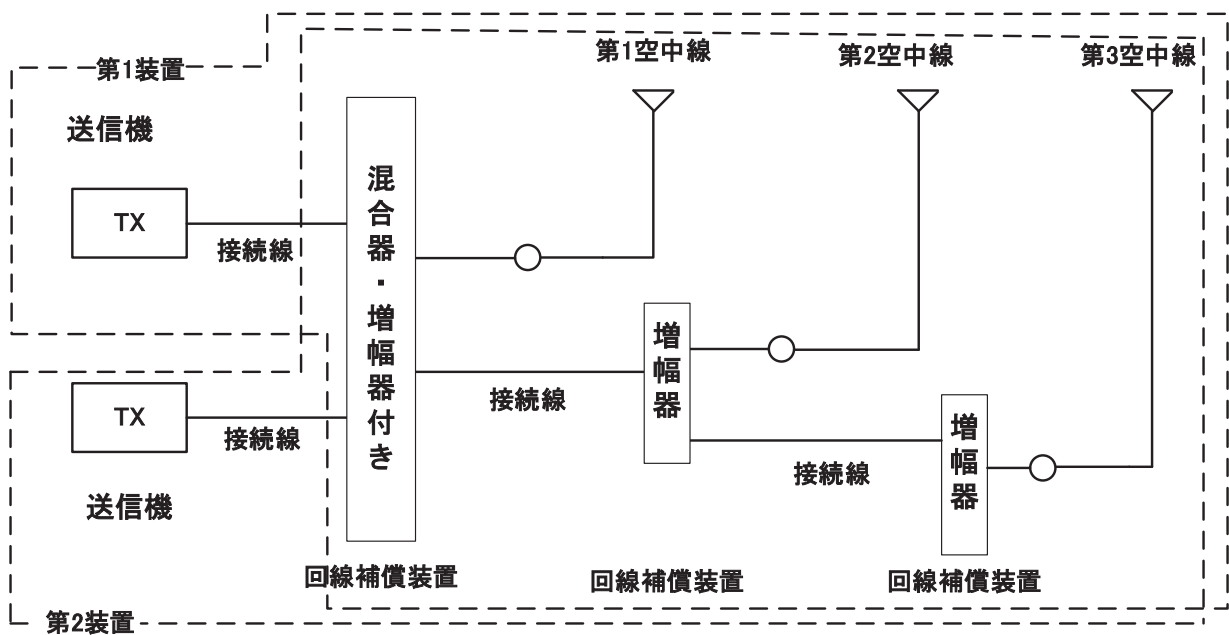 第1空中線
第2空中線
第3空中線
第1装置
送信機
TX
接続線
混合器・増幅器付き
増幅器
接続線
TX
接続線
増幅器
接続線
送信機
回線補償装置
回線補償装置
回線補償装置
第2装置